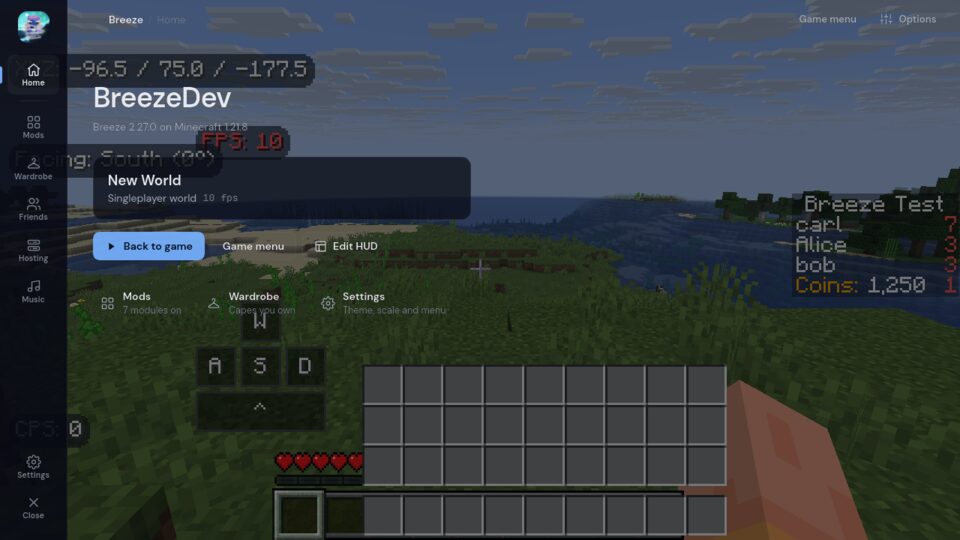 Breeze / Home
Game menu
Options
XYZ: -96.5 / 75.0 / -177.5
Home
BreezeDev
Breeze 2.27.0 on Minecraft 1.21.8
FPS: 10
Mods
Facing: South (0°)
Wardrobe
New World
Singleplayer world 10 fps
Friends
Breeze Test
carl 7
Alice 3
bob 3
Coins: 1,250 1
Hosting
Back to game
Game menu
Edit HUD
Music
Mods
7 modules on
Wardrobe
Capes you own
Settings
Theme, scale and menu
W
A S D
^
CPS: 0
Settings
Close